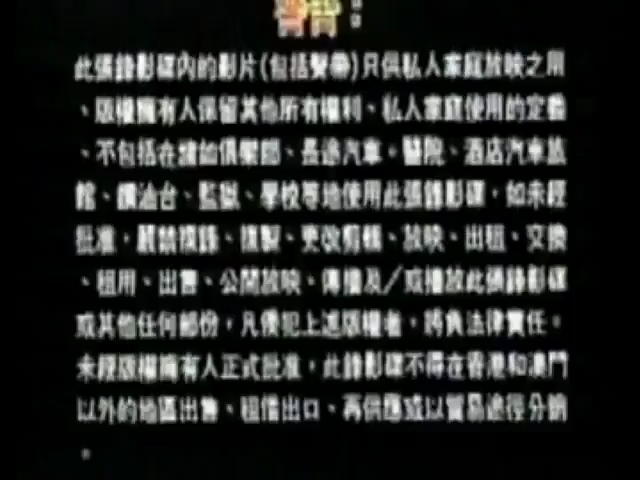 警告：
此張錄影碟內的影片(包括聲帶)只供私人家庭放映之用
、版權擁有人保留其他所有權利、私人家庭使用的定義
、不包括在諸如俱樂部、長途汽車，醫院、酒店汽車旅
館、鑽油台、監獄、學校等地使用此張錄影碟，如未經
批准，嚴禁複錄、複製、更改剪輯、放映、出租、交換
、租用、出售、公開放映、傳播及/或播放此張錄影碟
或其他任何部份，凡侵犯上述版權者，將負法律責任。
未經版權擁有人正式批准，此錄影碟不得在香港和澳門
以外的地區出售、租借出口、再供應或以貿易途徑分銷
。